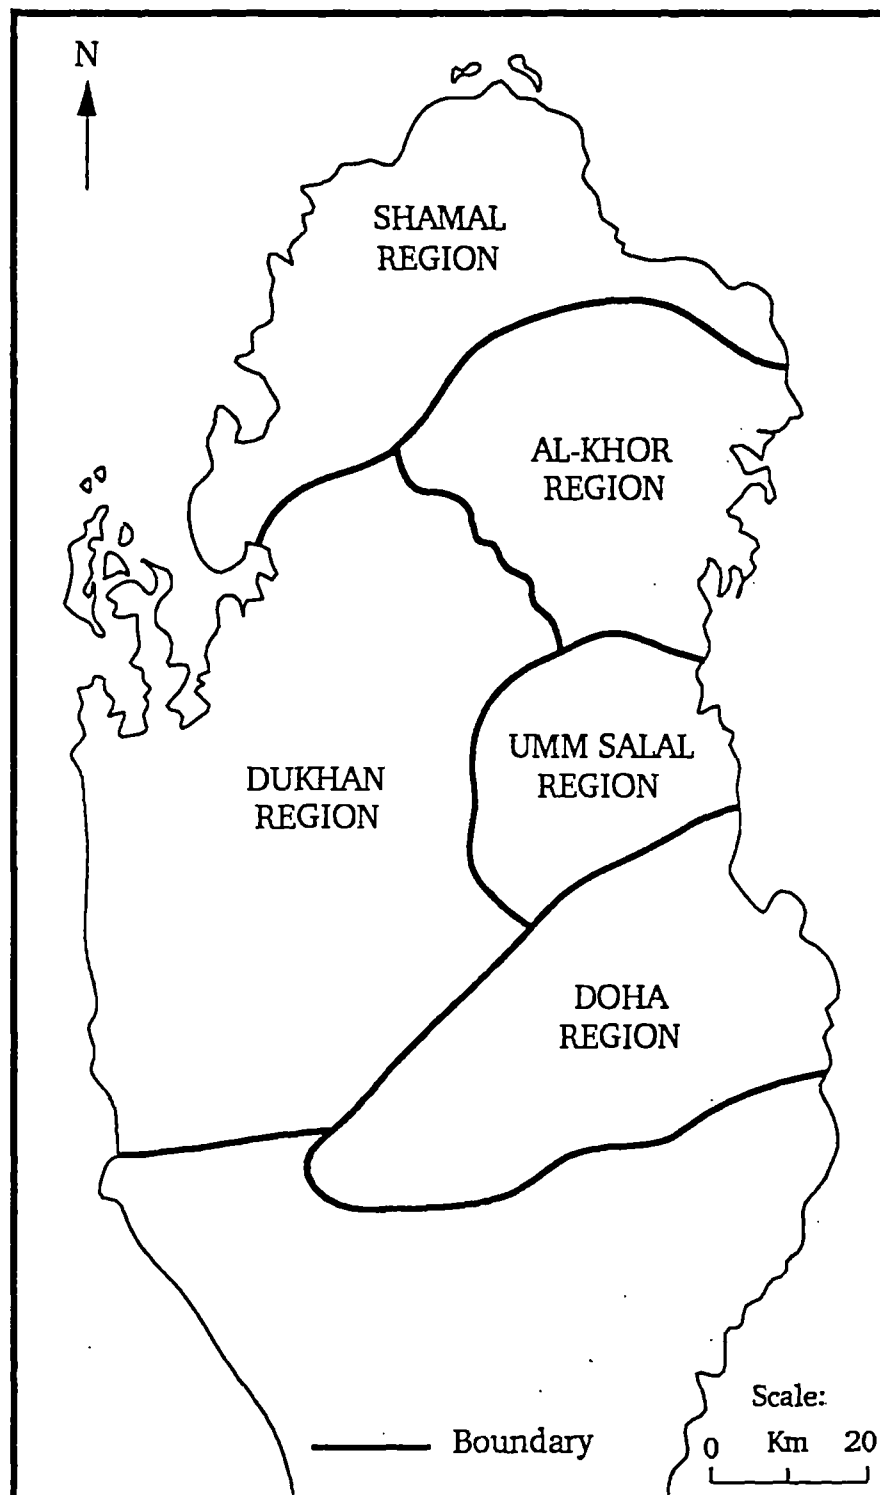 N
SHAMAL
REGION
AL-KHOR
REGION
UMM SALAL
REGION
DUKHAN
REGION
DOHA
REGION
Scale:
0 Km 20
Boundary